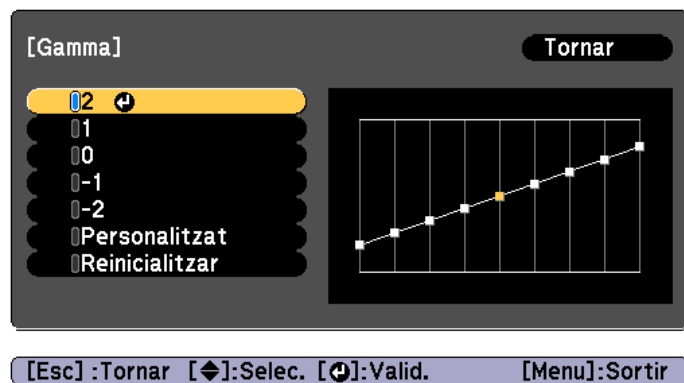 [Gamma]
Tornar
2
1
0
-1
-2
Personalitzat
Reinicialitzar
[Esc] :Tornar [◆]:Selec. [↵]:Valid. [Menu]:Sortir